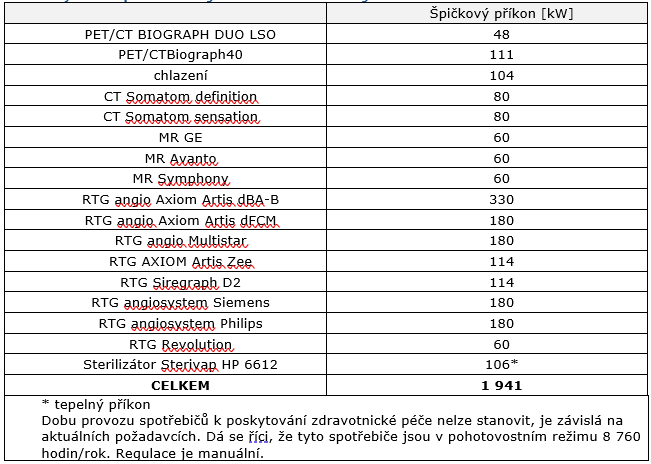 Špičkový příkon [kW]
PET/CT BIOGRAPH DUO LSO 48
PET/CTBiograph40 111
chlazení 104
CT Somatom definition 80
CT Somatom sensation 80
MR GE 60
MR Avanto 60
MR Symphony 60
RTG angio Axiom Artis dBA-B 330
RTG angio Axiom Artis dFCM 180
RTG angio Multistar 180
RTG AXIOM Artis Zee 114
RTG Siregraph D2 114
RTG angiosystem Siemens 180
RTG angiosystem Philips 180
RTG Revolution 60
Sterilizátor Sterivap HP 6612 106*
CELKEM 1 941
* tepelný příkon
Dobu provozu spotřebičů k poskytování zdravotnické péče nelze stanovit, je závislá na
aktuálních požadavcích. Dá se říci, že tyto spotřebiče jsou v pohotovostním režimu 8 760
hodin/rok. Regulace je manuální.